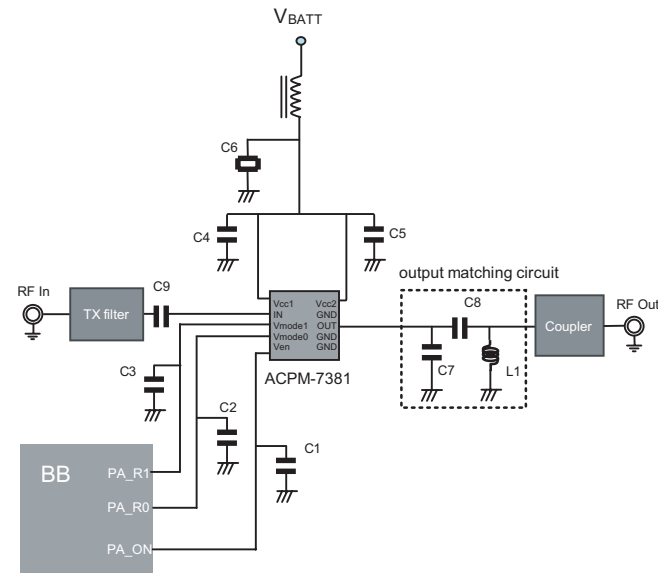 VBATT
C6
C4
C5
output matching circuit
RF In
C9
TX filter
Vcc1
Vcc2
IN
GND
Vmode1
OUT
Vmode0
GND
Ven
GND
C8
C7
L1
Coupler
RF Out
ACPM-7381
C3
C2
C1
BB
PA_R1
PA_R0
PA_ON